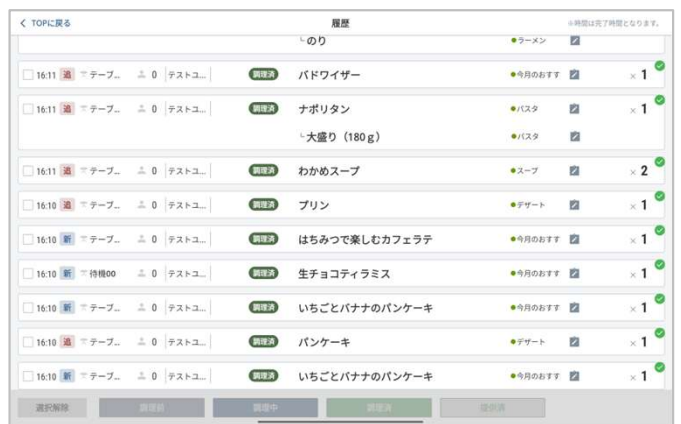 TOPに戻る 履歴 ※時間は完了時間となります。
└のり ラーメン
16:11 追 テーブ... 0 テストユ... 調理済 バドワイザー 今月のおすす × 1
16:11 追 テーブ... 0 テストユ... 調理済 ナポリタン パスタ × 1
└大盛り（180g） パスタ
16:11 追 テーブ... 0 テストユ... 調理済 わかめスープ スープ × 2
16:10 追 テーブ... 0 テストユ... 調理済 プリン デザート × 1
16:10 新 テーブ... 0 テストユ... 調理済 はちみつで楽しむカフェラテ 今月のおすす × 1
16:10 新 待機00 0 テストユ... 調理済 生チョコティラミス 今月のおすす × 1
16:10 新 テーブ... 0 テストユ... 調理済 いちごとバナナのパンケーキ 今月のおすす × 1
16:10 追 テーブ... 0 テストユ... 調理済 パンケーキ デザート × 1
16:10 新 テーブ... 0 テストユ... 調理済 いちごとバナナのパンケーキ 今月のおすす × 1
選択解除 調理前 調理中 調理済 提供済